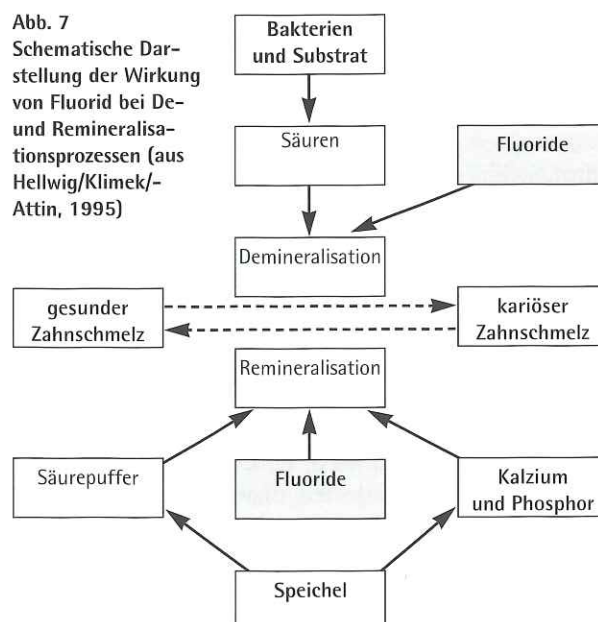 Abb. 7
Schematische Dar-
stellung der Wirkung
von Fluorid bei De-
und Remineralisa-
tionsprozessen (aus
Hellwig/Klimek/-
Attin, 1995)
Bakterien
und Substrat
Säuren
Fluoride
Demineralisation
gesunder
Zahnschmelz
kariöser
Zahnschmelz
Remineralisation
Säurepuffer
Fluoride
Kalzium
und Phosphor
Speichel